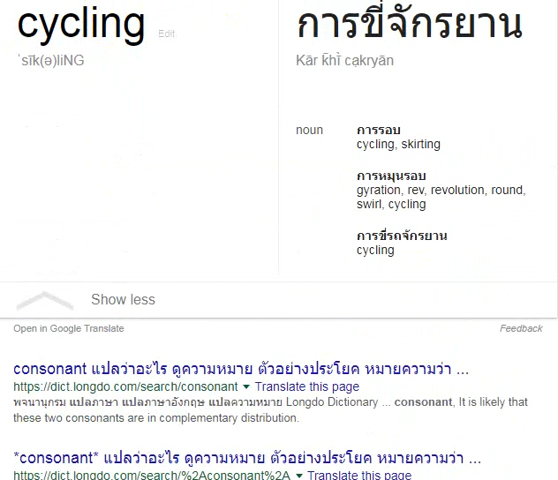 cycling Edit
ˈsīk(ə)liNG
การขี่จักรยาน
Kār k̄hī̀ cạkryān
noun
การรอบ
cycling, skirting
การหมุนรอบ
gyration, rev, revolution, round,
swirl, cycling
การขี่รถจักรยาน
cycling
Show less
Open in Google Translate
Feedback
consonant แปลว่าอะไร ดูความหมาย ตัวอย่างประโยค หมายความว่า ...
https://dict.longdo.com/search/consonant ▼ Translate this page
พจนานุกรม แปลภาษา แปลภาษาอังกฤษ แปลความหมาย Longdo Dictionary ... consonant, It is likely that
these two consonants are in complementary distribution.
*consonant* แปลว่าอะไร ดูความหมาย ตัวอย่างประโยค หมายความว่า ...
https://dict.longdo.com/search/%2Aconsonant%2A ▼ Translate this page